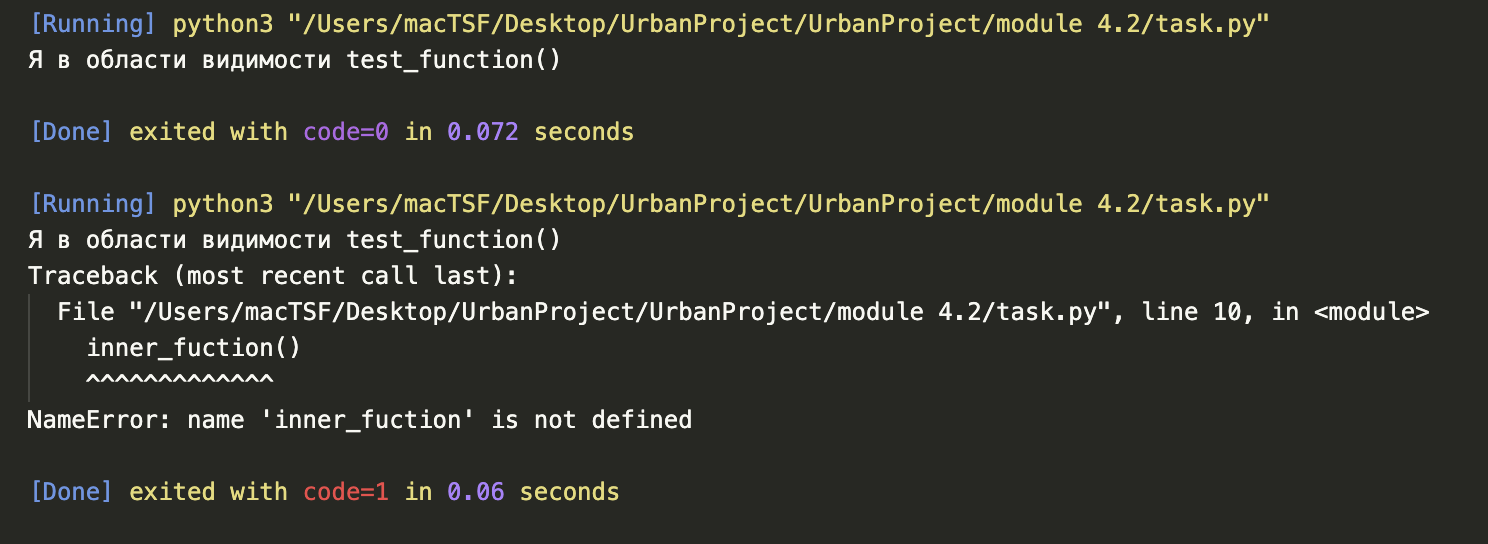 [Running] python3 "/Users/macTSF/Desktop/UrbanProject/UrbanProject/module 4.2/task.py"
Я в области видимости test_function()
[Done] exited with code=0 in 0.072 seconds
[Running] python3 "/Users/macTSF/Desktop/UrbanProject/UrbanProject/module 4.2/task.py"
Я в области видимости test_function()
Traceback (most recent call last):
  File "/Users/macTSF/Desktop/UrbanProject/UrbanProject/module 4.2/task.py", line 10, in <module>
    inner_fuction()
    ^^^^^^^^^^^^^
NameError: name 'inner_fuction' is not defined
[Done] exited with code=1 in 0.06 seconds